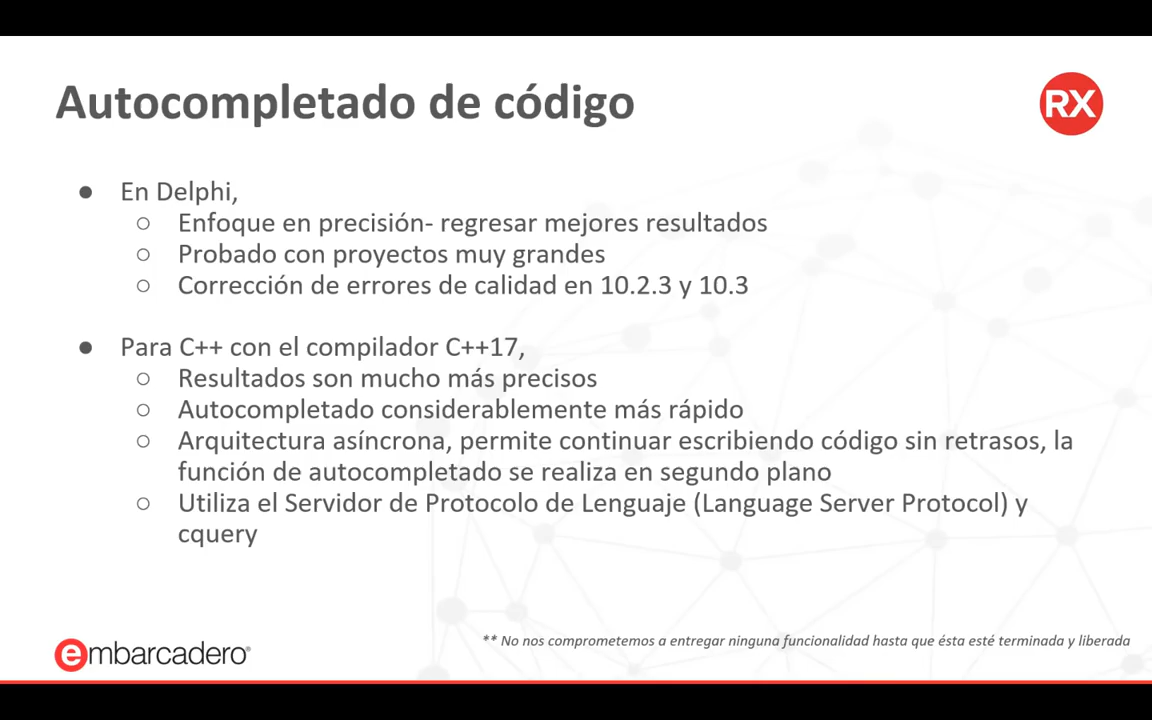 Autocompletado de código
RX
● En Delphi,
○ Enfoque en precisión- regresar mejores resultados
○ Probado con proyectos muy grandes
○ Corrección de errores de calidad en 10.2.3 y 10.3
● Para C++ con el compilador C++17,
○ Resultados son mucho más precisos
○ Autocompletado considerablemente más rápido
○ Arquitectura asíncrona, permite continuar escribiendo código sin retrasos, la
función de autocompletado se realiza en segundo plano
○ Utiliza el Servidor de Protocolo de Lenguaje (Language Server Protocol) y
cquery
embarcadero®
** No nos comprometemos a entregar ninguna funcionalidad hasta que ésta esté terminada y liberada